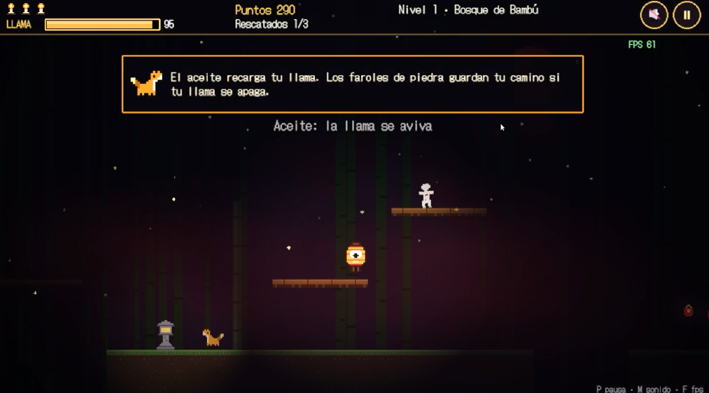 Puntos 290
Nivel 1 · Bosque de Bambú
LLAMA 95
Rescatados 1/3
FPS 61
El aceite recarga tu llama. Los faroles de piedra guardan tu camino si
tu llama se apaga.
Aceite: la llama se aviva
P pausa · M sonido · F fps